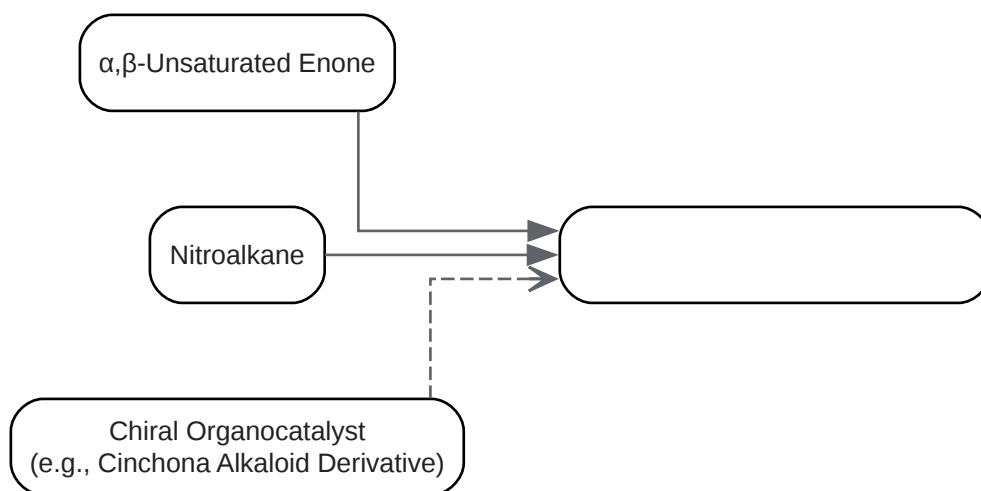 α,β-Unsaturated Enone
Nitroalkane
Chiral Organocatalyst
(e.g., Cinchona Alkaloid Derivative)